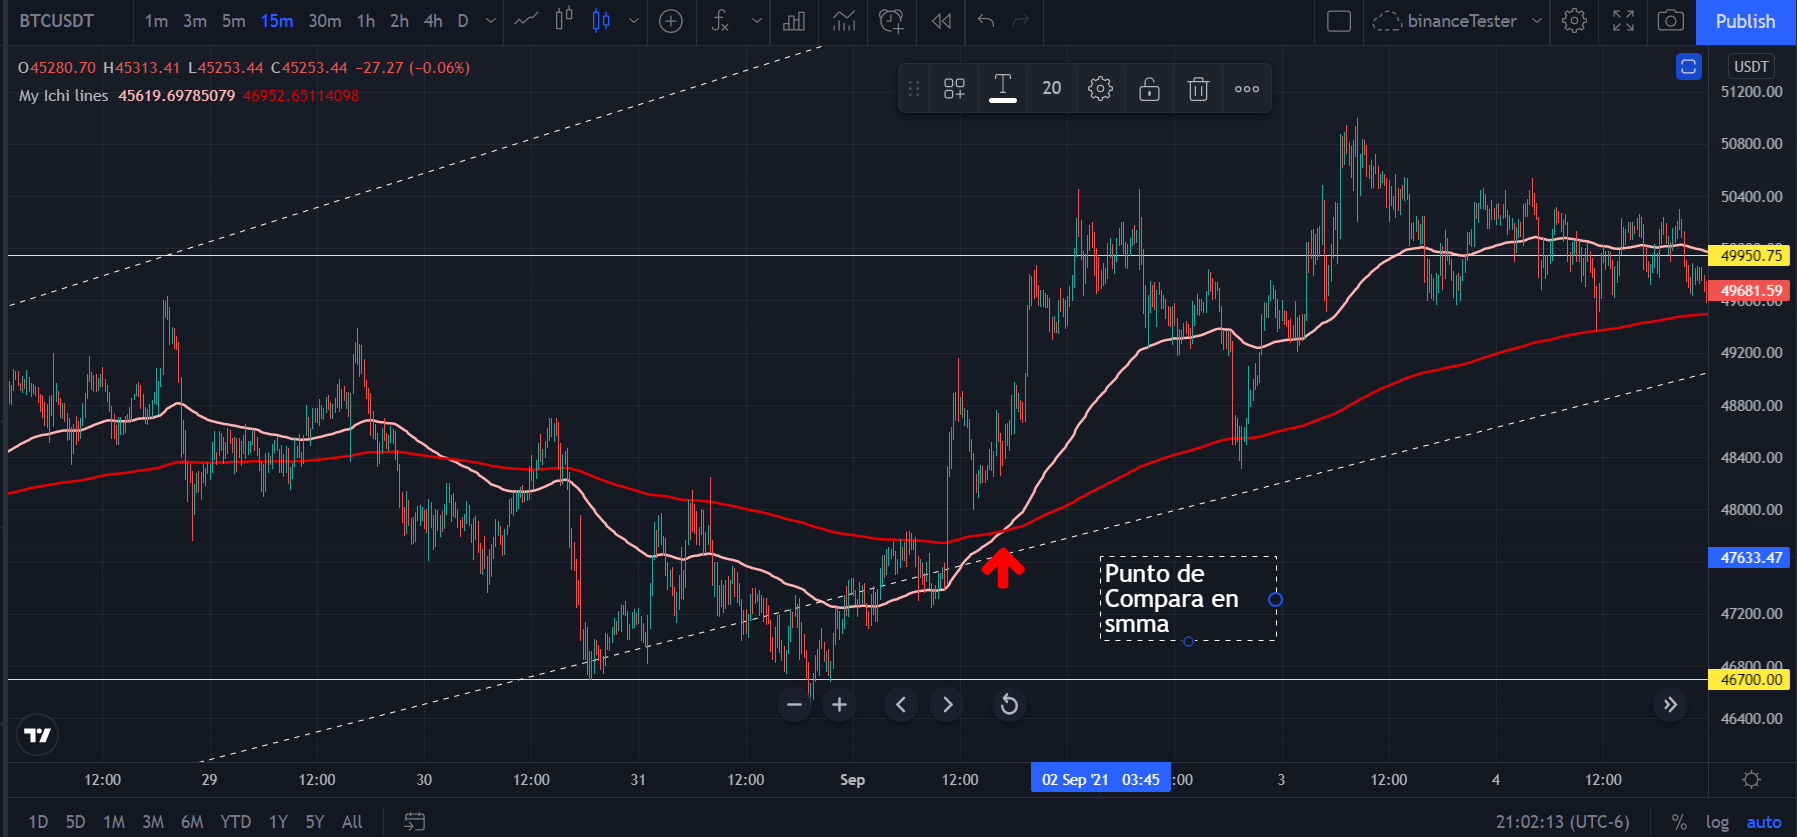 BTCUSDT 1m 3m 5m 15m 30m 1h 2h 4h D binanceTester Publish
O45280.70 H45313.41 L45253.44 C45253.44 −27.27 (−0.06%)
My Ichi lines 45619.69785079 46952.65114098
T 20
USDT
51200.00
50800.00
50400.00
49950.75
49681.59
49200.00
48800.00
48400.00
48000.00
47633.47
47200.00
46800.00
46700.00
46400.00
Punto de
Compara en
smma
12:00 29 12:00 30 12:00 31 12:00 Sep 12:00 02 Sep '21 03:45 :00 3 12:00 4 12:00
1D 5D 1M 3M 6M YTD 1Y 5Y All 21:02:13 (UTC-6) % log auto